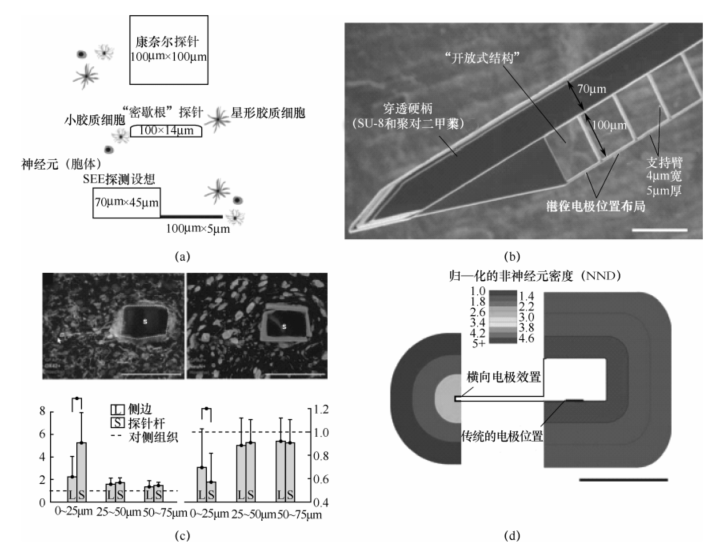 康奈尔探针
100μm×100μm
“密歇根”探针
小胶质细胞
星形胶质细胞
100×14μm
神经元（胞体）
SEE探测设想
70μm×45μm
100μm×5μm
(a)
“开放式结构”
70μm
穿透硬柄
(SU-8和聚对二甲苯)
100μm
支持臂
4μm宽
5μm厚
电极位置布局
(b)
S
S
L 侧边
S 探针杆
对侧组织
8
6
4
2
0
1.2
1.0
0.8
0.6
0.4
L S
L S
L S
L S
L S
L S
0~25μm
25~50μm
50~75μm
0~25μm
25~50μm
50~75μm
(c)
归一化的非神经元密度（NND）
1.0
1.4
1.8
2.2
2.6
3.0
3.4
3.8
4.2
4.6
5+
横向电极效置
传统的电极位置
(d)